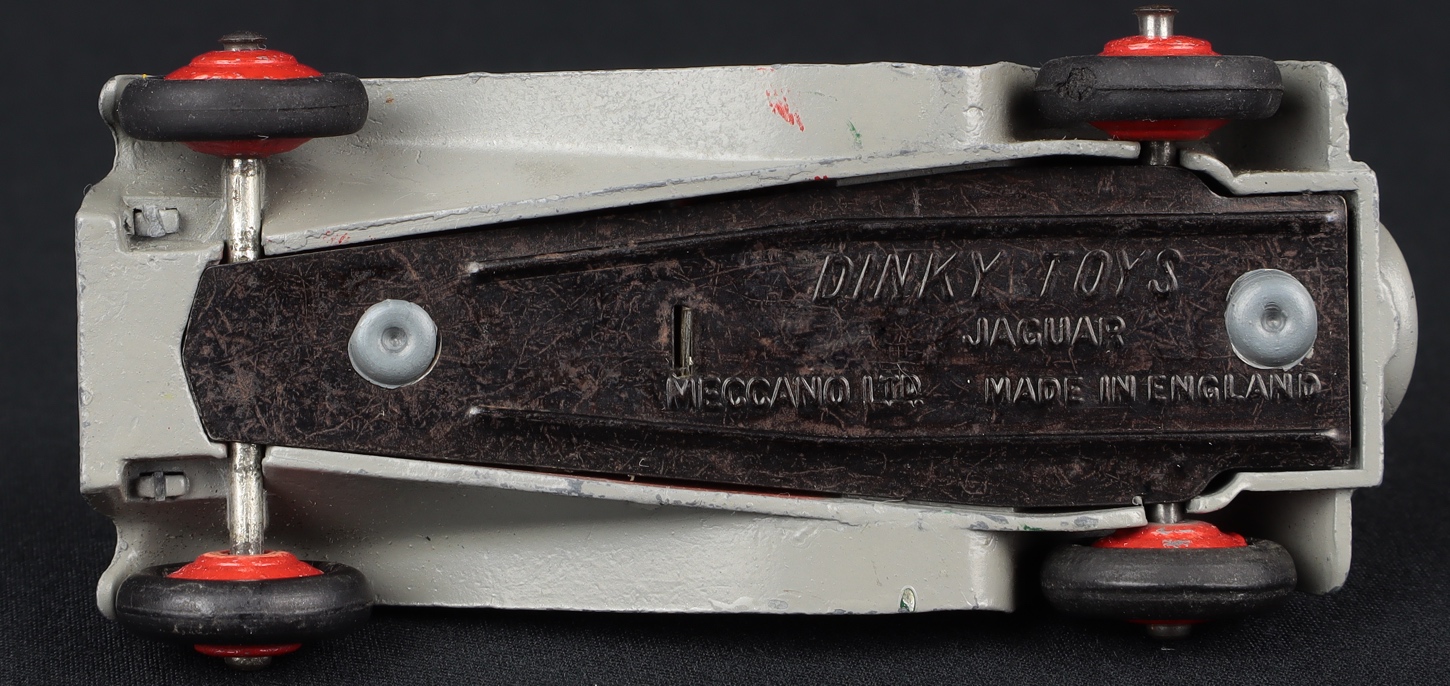 DINKY TOYS
JAGUAR
MECCANO LTD. MADE IN ENGLAND